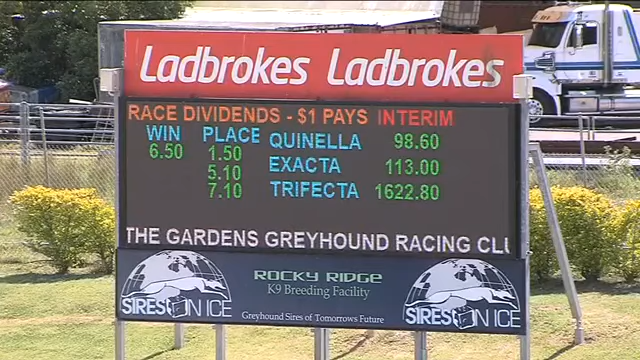 Ladbrokes Ladbrokes
RACE DIVIDENDS - $1 PAYS INTERIM
WIN PLACE QUINELLA 98.60
6.50 1.50 EXACTA 113.00
5.10 TRIFECTA 1622.80
7.10
THE GARDENS GREYHOUND RACING CLU
ROCKY RIDGE
K9 Breeding Facility
SIRES ON ICE
SIRES ON ICE
Greyhound Sires of Tomorrows Future